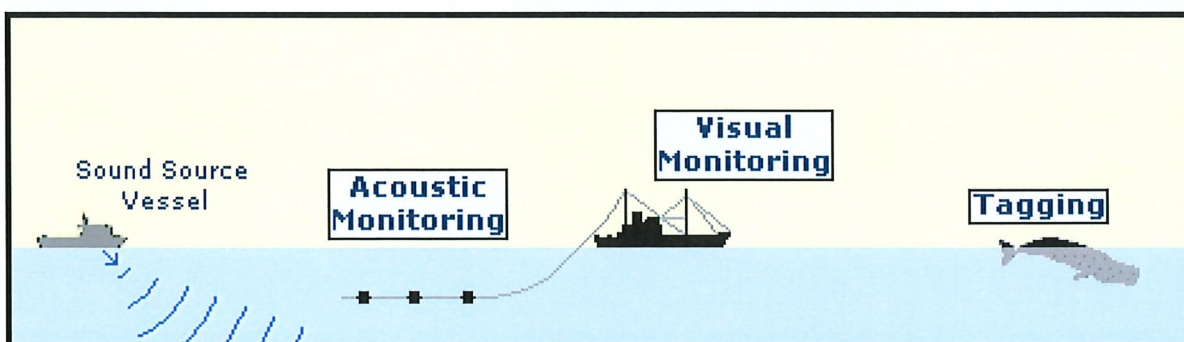 Sound Source
Vessel
Acoustic
Monitoring
Visual
Monitoring
Tagging